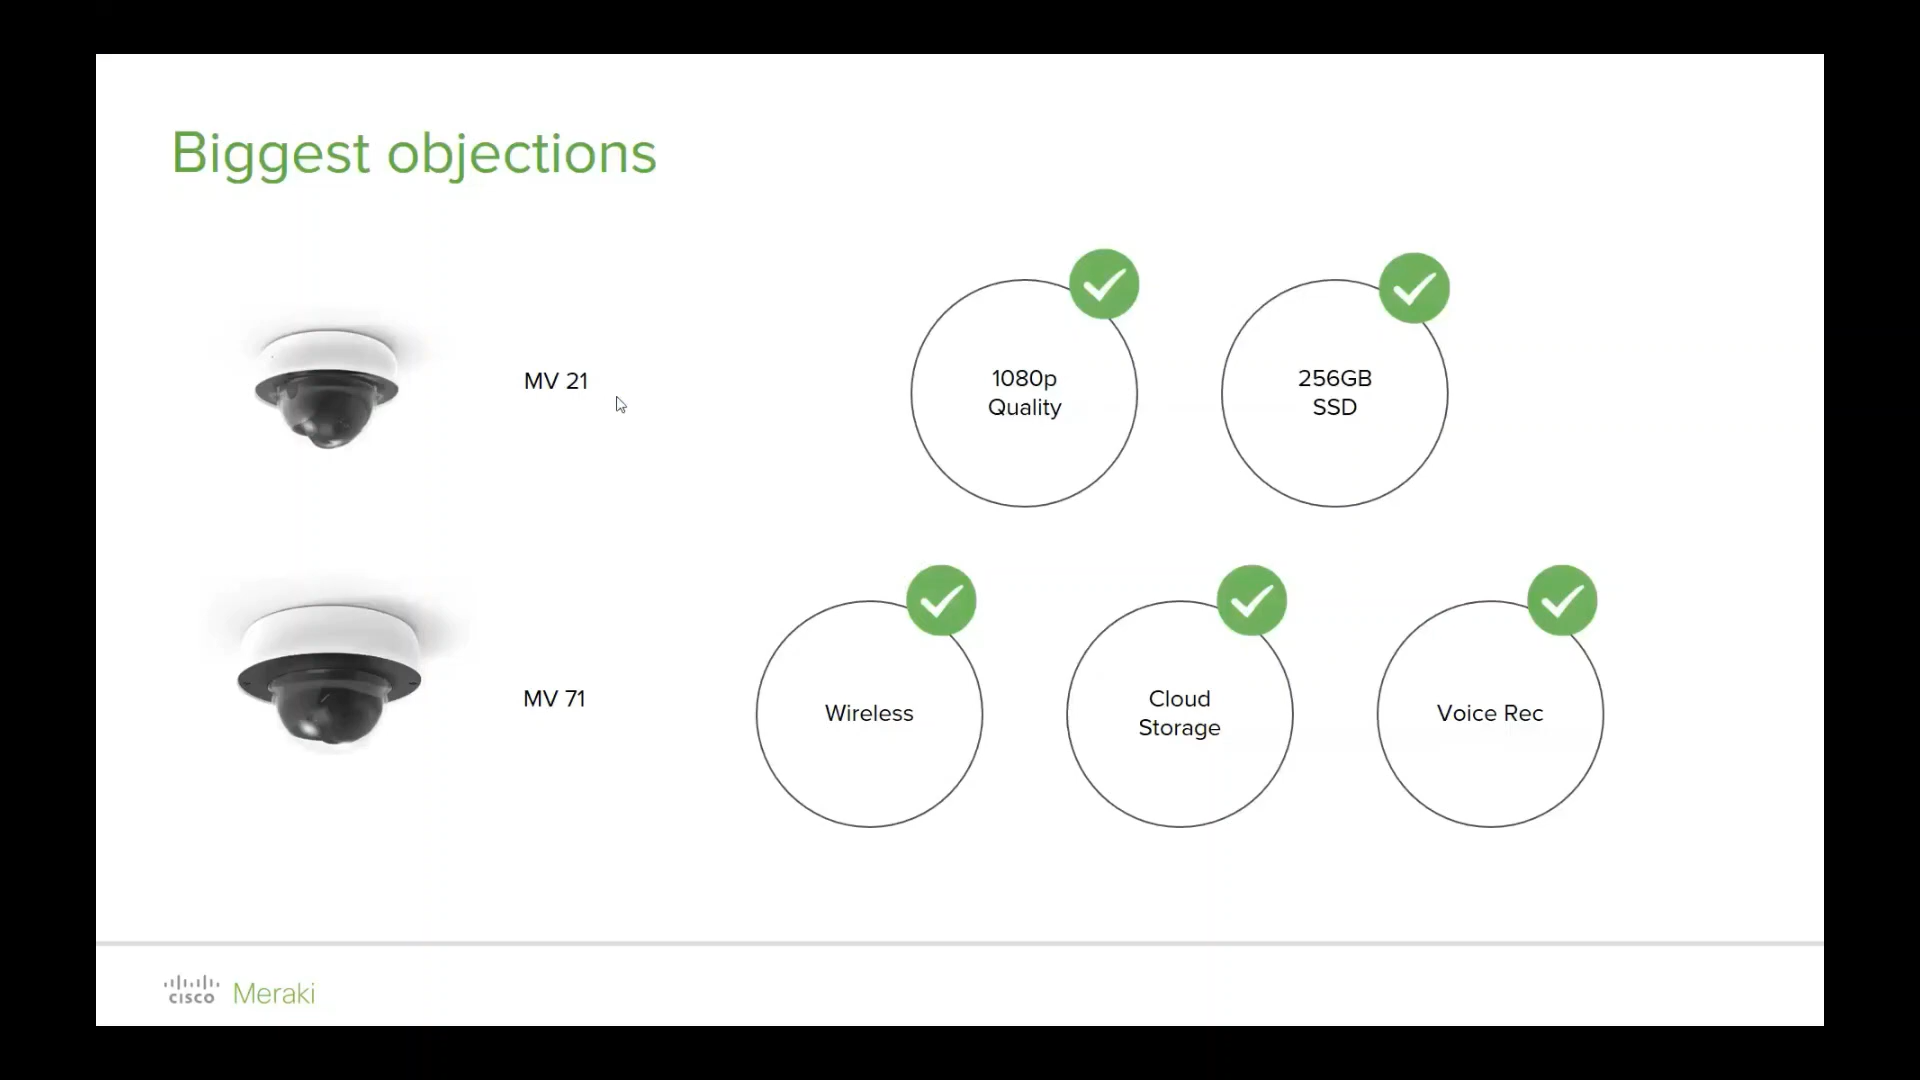 Biggest objections
MV 21
1080p
Quality
256GB
SSD
MV 71
Wireless
Cloud
Storage
Voice Rec
CISCO Meraki